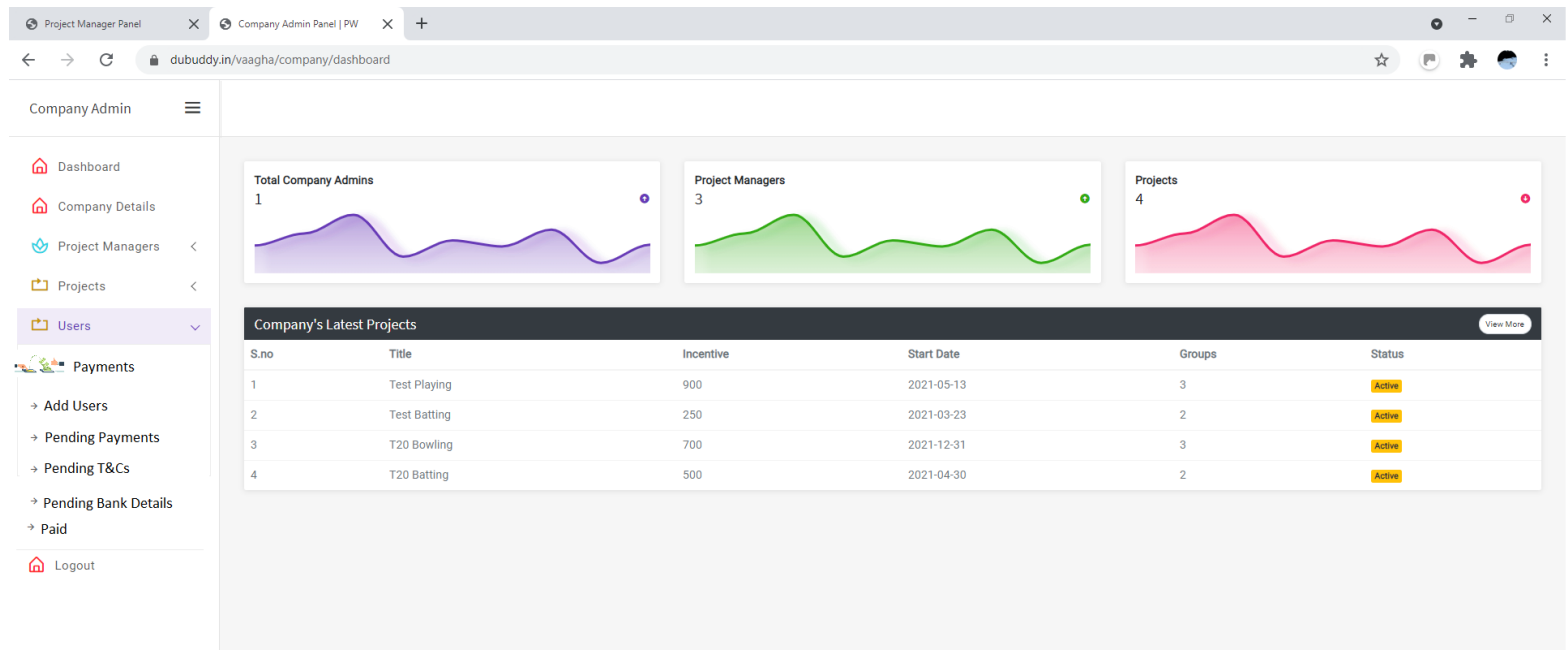 Project Manager Panel
Company Admin Panel | PW
dubuddy.in/vaagha/company/dashboard
Company Admin
Dashboard
Company Details
Project Managers
Projects
Users
Payments
Add Users
Pending Payments
Pending T&Cs
Pending Bank Details
Paid
Logout
Total Company Admins
1
Project Managers
3
Projects
4
Company's Latest Projects View More
S.no Title Incentive Start Date Groups Status
1 Test Playing 900 2021-05-13 3 Active
2 Test Batting 250 2021-03-23 2 Active
3 T20 Bowling 700 2021-12-31 3 Active
4 T20 Batting 500 2021-04-30 2 Active